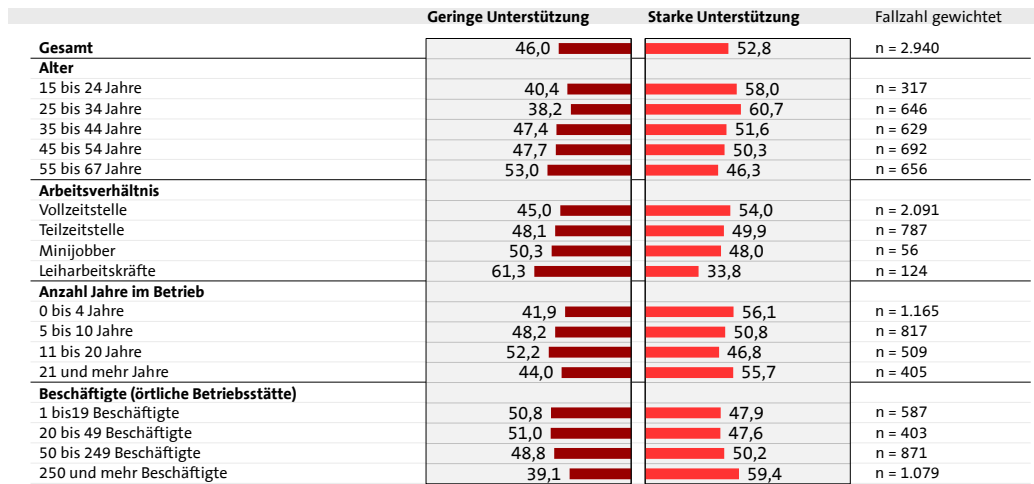 Geringe Unterstützung Starke Unterstützung Fallzahl gewichtet
Gesamt 46,0 52,8 n = 2.940
Alter
15 bis 24 Jahre 40,4 58,0 n = 317
25 bis 34 Jahre 38,2 60,7 n = 646
35 bis 44 Jahre 47,4 51,6 n = 629
45 bis 54 Jahre 47,7 50,3 n = 692
55 bis 67 Jahre 53,0 46,3 n = 656
Arbeitsverhältnis
Vollzeitstelle 45,0 54,0 n = 2.091
Teilzeitstelle 48,1 49,9 n = 787
Minijobber 50,3 48,0 n = 56
Leiharbeitskräfte 61,3 33,8 n = 124
Anzahl Jahre im Betrieb
0 bis 4 Jahre 41,9 56,1 n = 1.165
5 bis 10 Jahre 48,2 50,8 n = 817
11 bis 20 Jahre 52,2 46,8 n = 509
21 und mehr Jahre 44,0 55,7 n = 405
Beschäftigte (örtliche Betriebsstätte)
1 bis19 Beschäftigte 50,8 47,9 n = 587
20 bis 49 Beschäftigte 51,0 47,6 n = 403
50 bis 249 Beschäftigte 48,8 50,2 n = 871
250 und mehr Beschäftigte 39,1 59,4 n = 1.079